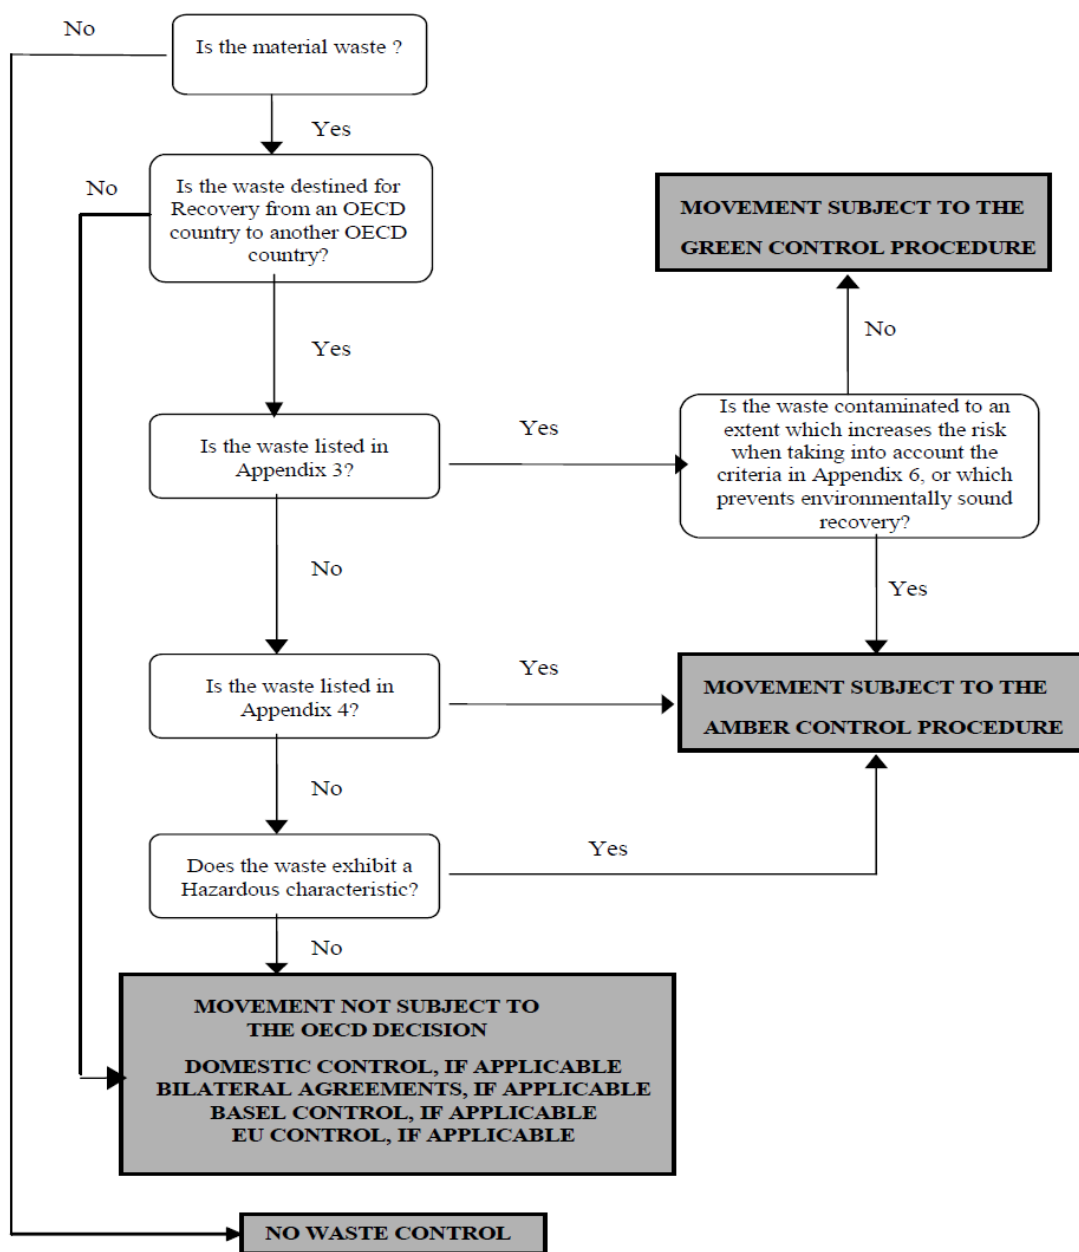 No
Is the material waste ?
Yes
No
Is the waste destined for
Recovery from an OECD
country to another OECD
country?
MOVEMENT SUBJECT TO THE
GREEN CONTROL PROCEDURE
Yes
No
Is the waste listed in
Appendix 3?
Yes
Is the waste contaminated to an
extent which increases the risk
when taking into account the
criteria in Appendix 6, or which
prevents environmentally sound
recovery?
No
Yes
Is the waste listed in
Appendix 4?
Yes
MOVEMENT SUBJECT TO THE
AMBER CONTROL PROCEDURE
No
Does the waste exhibit a
Hazardous characteristic?
Yes
No
MOVEMENT NOT SUBJECT TO
THE OECD DECISION
DOMESTIC CONTROL, IF APPLICABLE
BILATERAL AGREEMENTS, IF APPLICABLE
BASEL CONTROL, IF APPLICABLE
EU CONTROL, IF APPLICABLE
NO WASTE CONTROL